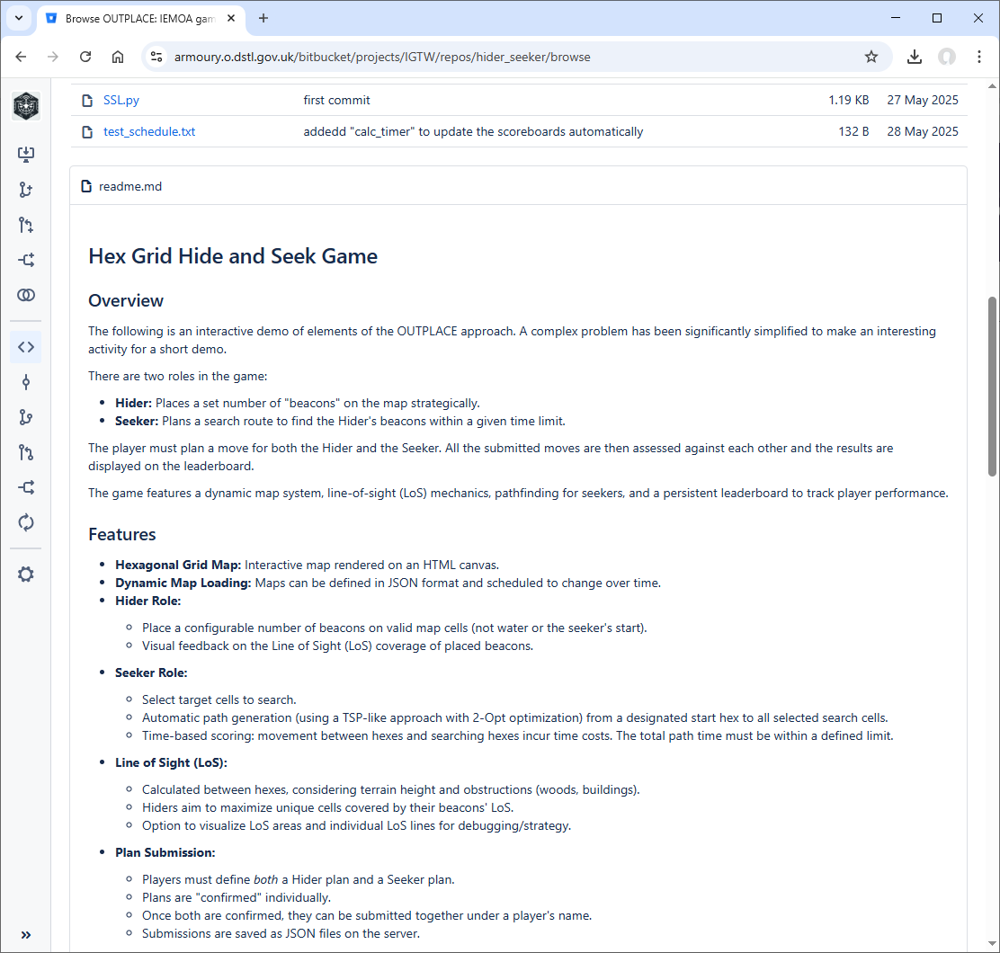 Browse OUTPLACE: IEMOA gam
armoury.o.dstl.gov.uk/bitbucket/projects/IGTW/repos/hider_seeker/browse
SSL.py first commit 1.19 KB 27 May 2025
test_schedule.txt addedd "calc_timer" to update the scoreboards automatically 132 B 28 May 2025
readme.md
Hex Grid Hide and Seek Game
Overview
The following is an interactive demo of elements of the OUTPLACE approach. A complex problem has been significantly simplified to make an interesting
activity for a short demo.
There are two roles in the game:
• Hider: Places a set number of "beacons" on the map strategically.
• Seeker: Plans a search route to find the Hider's beacons within a given time limit.
The player must plan a move for both the Hider and the Seeker. All the submitted moves are then assessed against each other and the results are
displayed on the leaderboard.
The game features a dynamic map system, line-of-sight (LoS) mechanics, pathfinding for seekers, and a persistent leaderboard to track player performance.
Features
• Hexagonal Grid Map: Interactive map rendered on an HTML canvas.
• Dynamic Map Loading: Maps can be defined in JSON format and scheduled to change over time.
• Hider Role:
◦ Place a configurable number of beacons on valid map cells (not water or the seeker's start).
◦ Visual feedback on the Line of Sight (LoS) coverage of placed beacons.
• Seeker Role:
◦ Select target cells to search.
◦ Automatic path generation (using a TSP-like approach with 2-Opt optimization) from a designated start hex to all selected search cells.
◦ Time-based scoring: movement between hexes and searching hexes incur time costs. The total path time must be within a defined limit.
• Line of Sight (LoS):
◦ Calculated between hexes, considering terrain height and obstructions (woods, buildings).
◦ Hiders aim to maximize unique cells covered by their beacons' LoS.
◦ Option to visualize LoS areas and individual LoS lines for debugging/strategy.
• Plan Submission:
◦ Players must define both a Hider plan and a Seeker plan.
◦ Plans are "confirmed" individually.
◦ Once both are confirmed, they can be submitted together under a player's name.
◦ Submissions are saved as JSON files on the server.